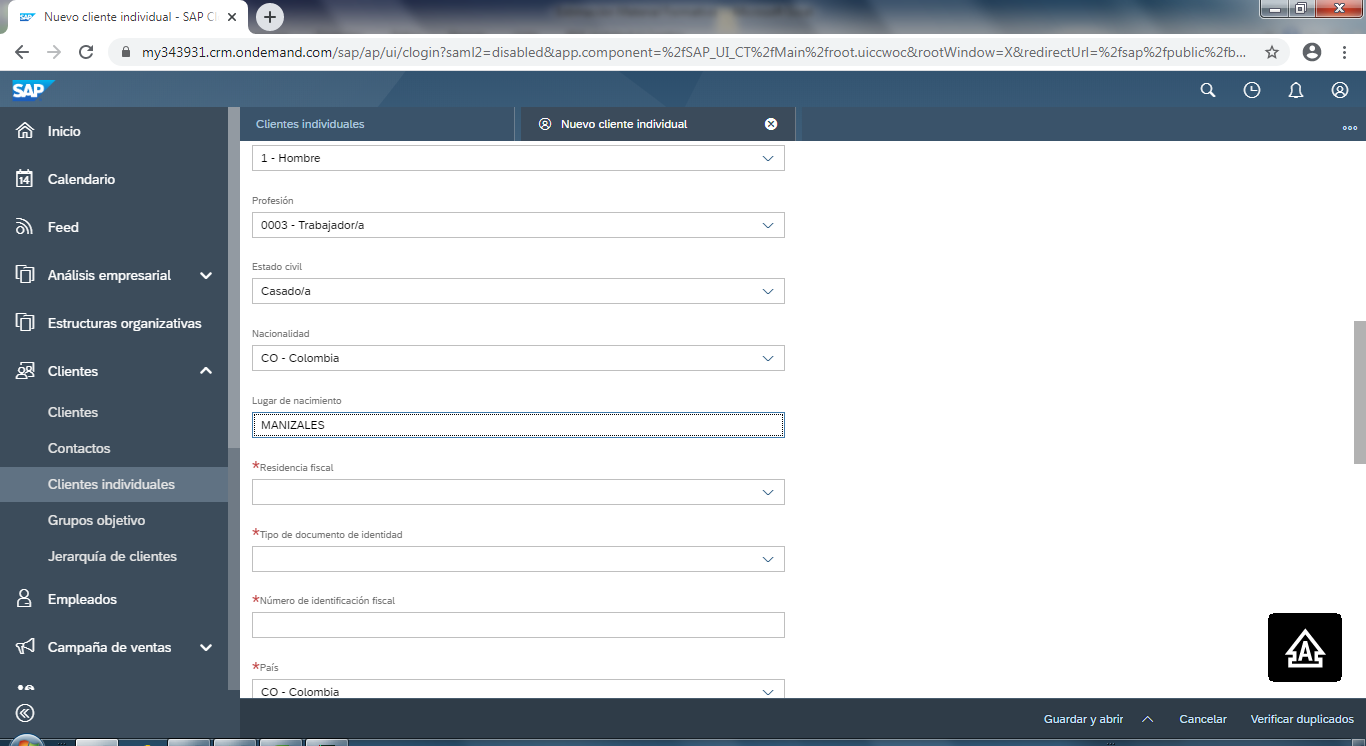 Nuevo cliente individual - SAP Cl
my343931.crm.ondemand.com/sap/ap/ui/clogin?saml2=disabled&app.component=%2fSAP_UI_CT%2fMain%2froot.uiccwoc&rootWindow=X&redirectUrl=%2fsap%2fpublic%2fb...
SAP
Inicio
14 Calendario
Feed
Análisis empresarial
Estructuras organizativas
Clientes
Clientes
Contactos
Clientes individuales
Grupos objetivo
Jerarquía de clientes
Empleados
Campaña de ventas
Clientes individuales
Nuevo cliente individual
1 - Hombre
Profesión
0003 - Trabajador/a
Estado civil
Casado/a
Nacionalidad
CO - Colombia
Lugar de nacimiento
MANIZALES
*Residencia fiscal
*Tipo de documento de identidad
*Número de identificación fiscal
*País
CO - Colombia
A
Guardar y abrir
Cancelar
Verificar duplicados